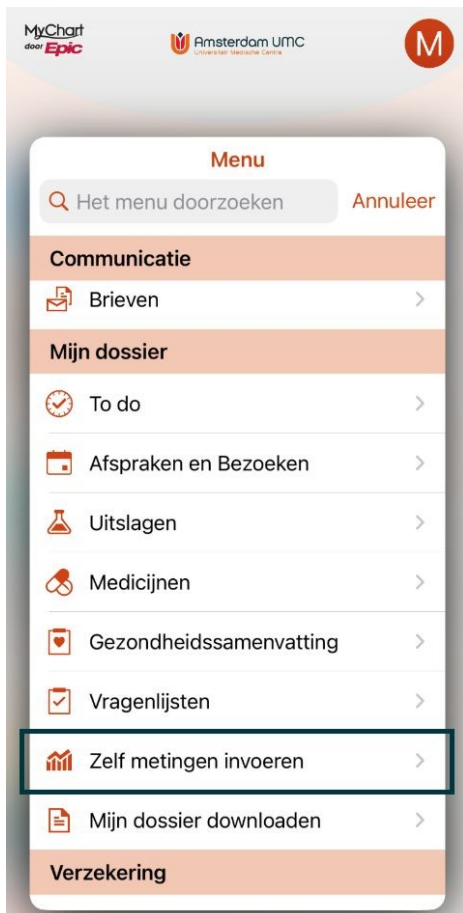 MyChart
door Epic
Amsterdam UMC
Universitair Medische Centra
M
Menu
Het menu doorzoeken
Annuleer
Communicatie
Brieven
Mijn dossier
To do
Afspraken en Bezoeken
Uitslagen
Medicijnen
Gezondheidssamenvatting
Vragenlijsten
Zelf metingen invoeren
Mijn dossier downloaden
Verzekering